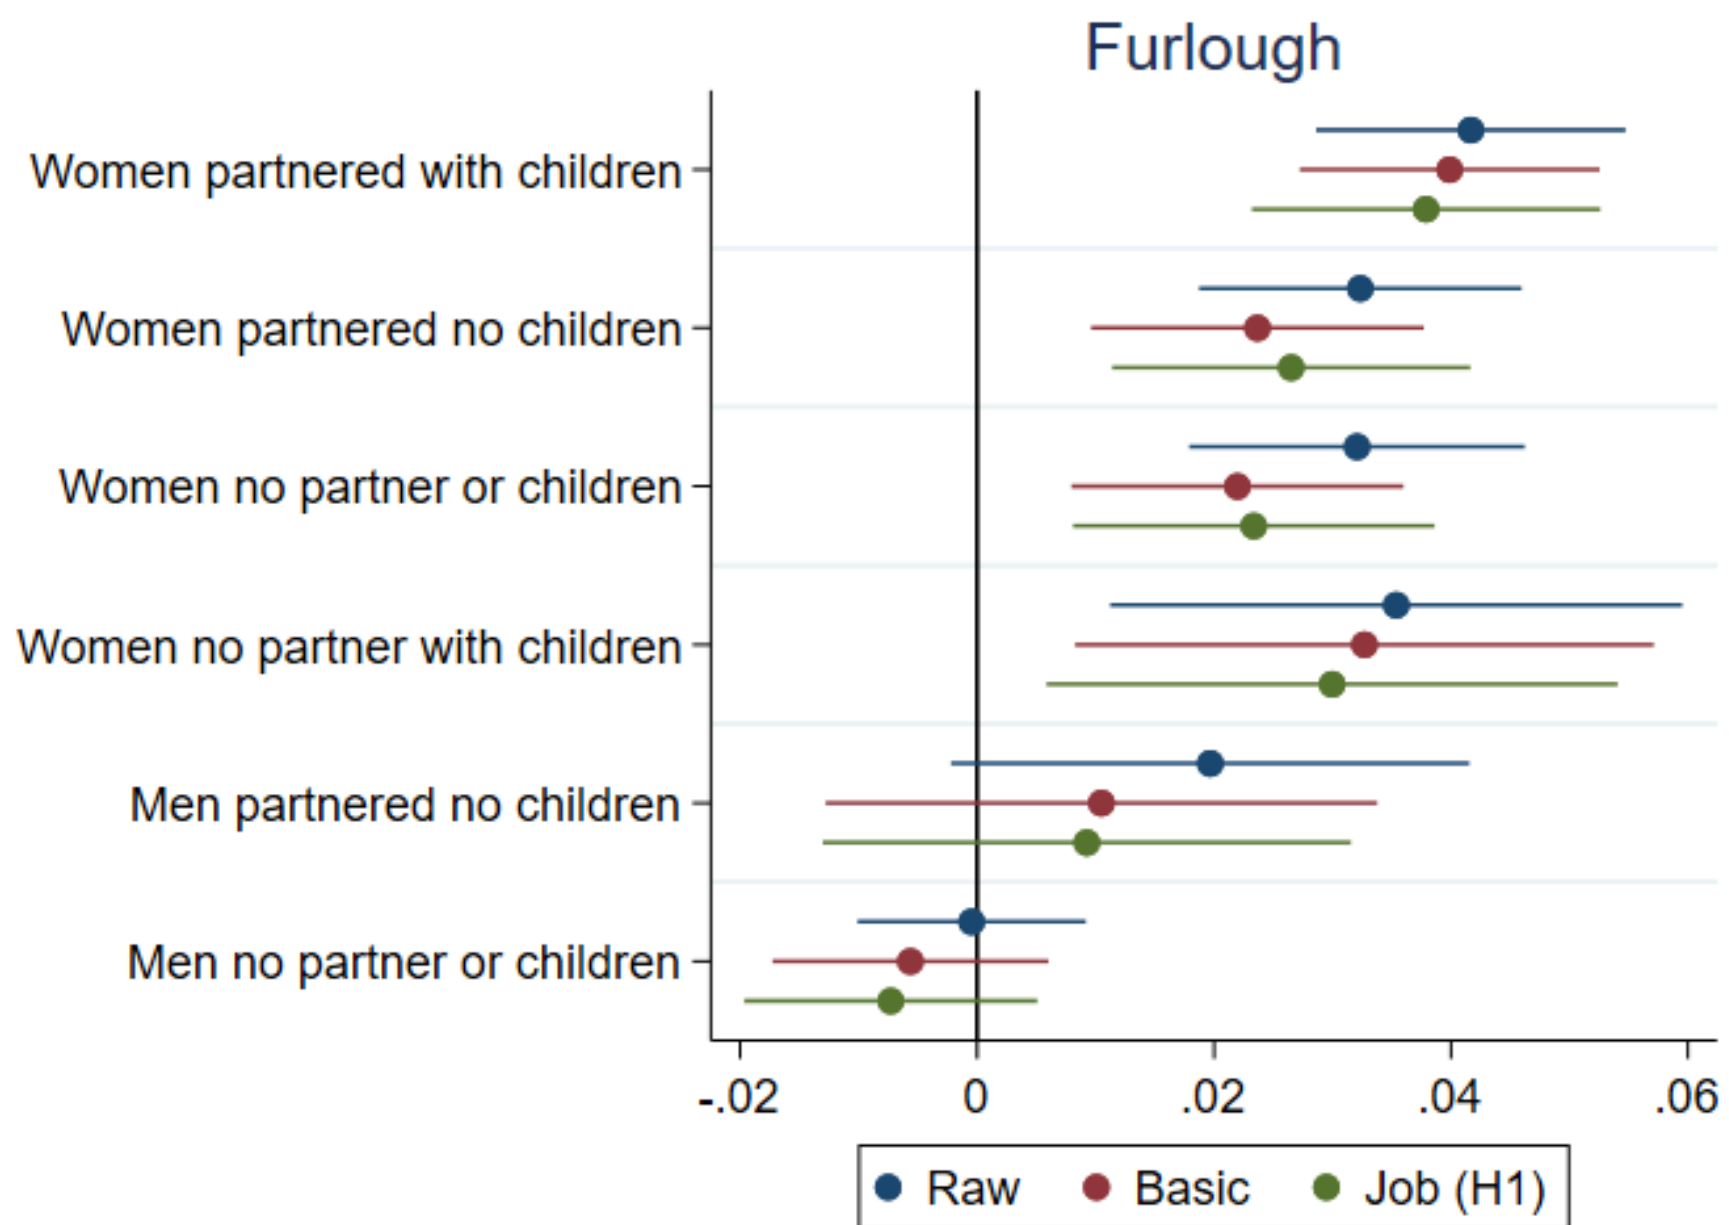 Furlough
Women partnered with children
Women partnered no children
Women no partner or children
Women no partner with children
Men partnered no children
Men no partner or children
-.02 0 .02 .04 .06
Raw Basic Job (H1)